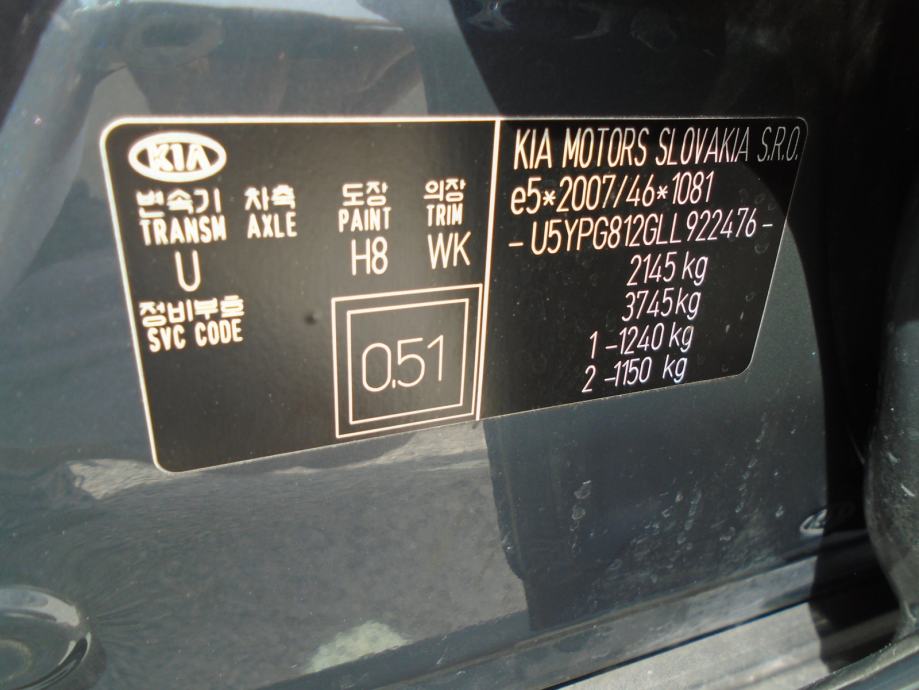 KIA
변속기 차축 도장 의장
TRANSM AXLE PAINT TRIM
U H8 WK
정비부호
SVC CODE
0.51
KIA MOTORS SLOVAKIA S.R.O.
e5*2007/46*1081
- U5YPG812GLL922476 -
2145 kg
3745 kg
1 -1240 kg
2 -1150 kg